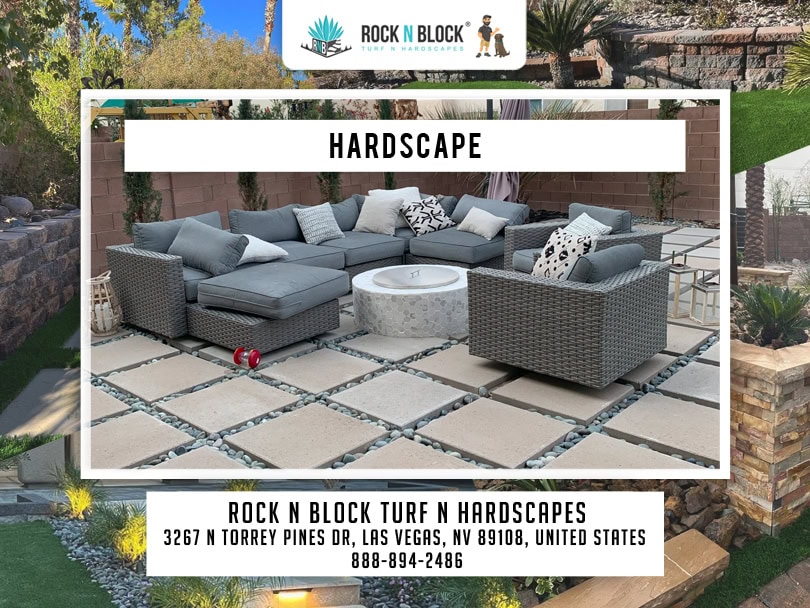 RNB
ROCK N BLOCK®
TURF N HARDSCAPES
HARDSCAPE
ROCK N BLOCK TURF N HARDSCAPES
3267 N TORREY PINES DR, LAS VEGAS, NV 89108, UNITED STATES
888-894-2486